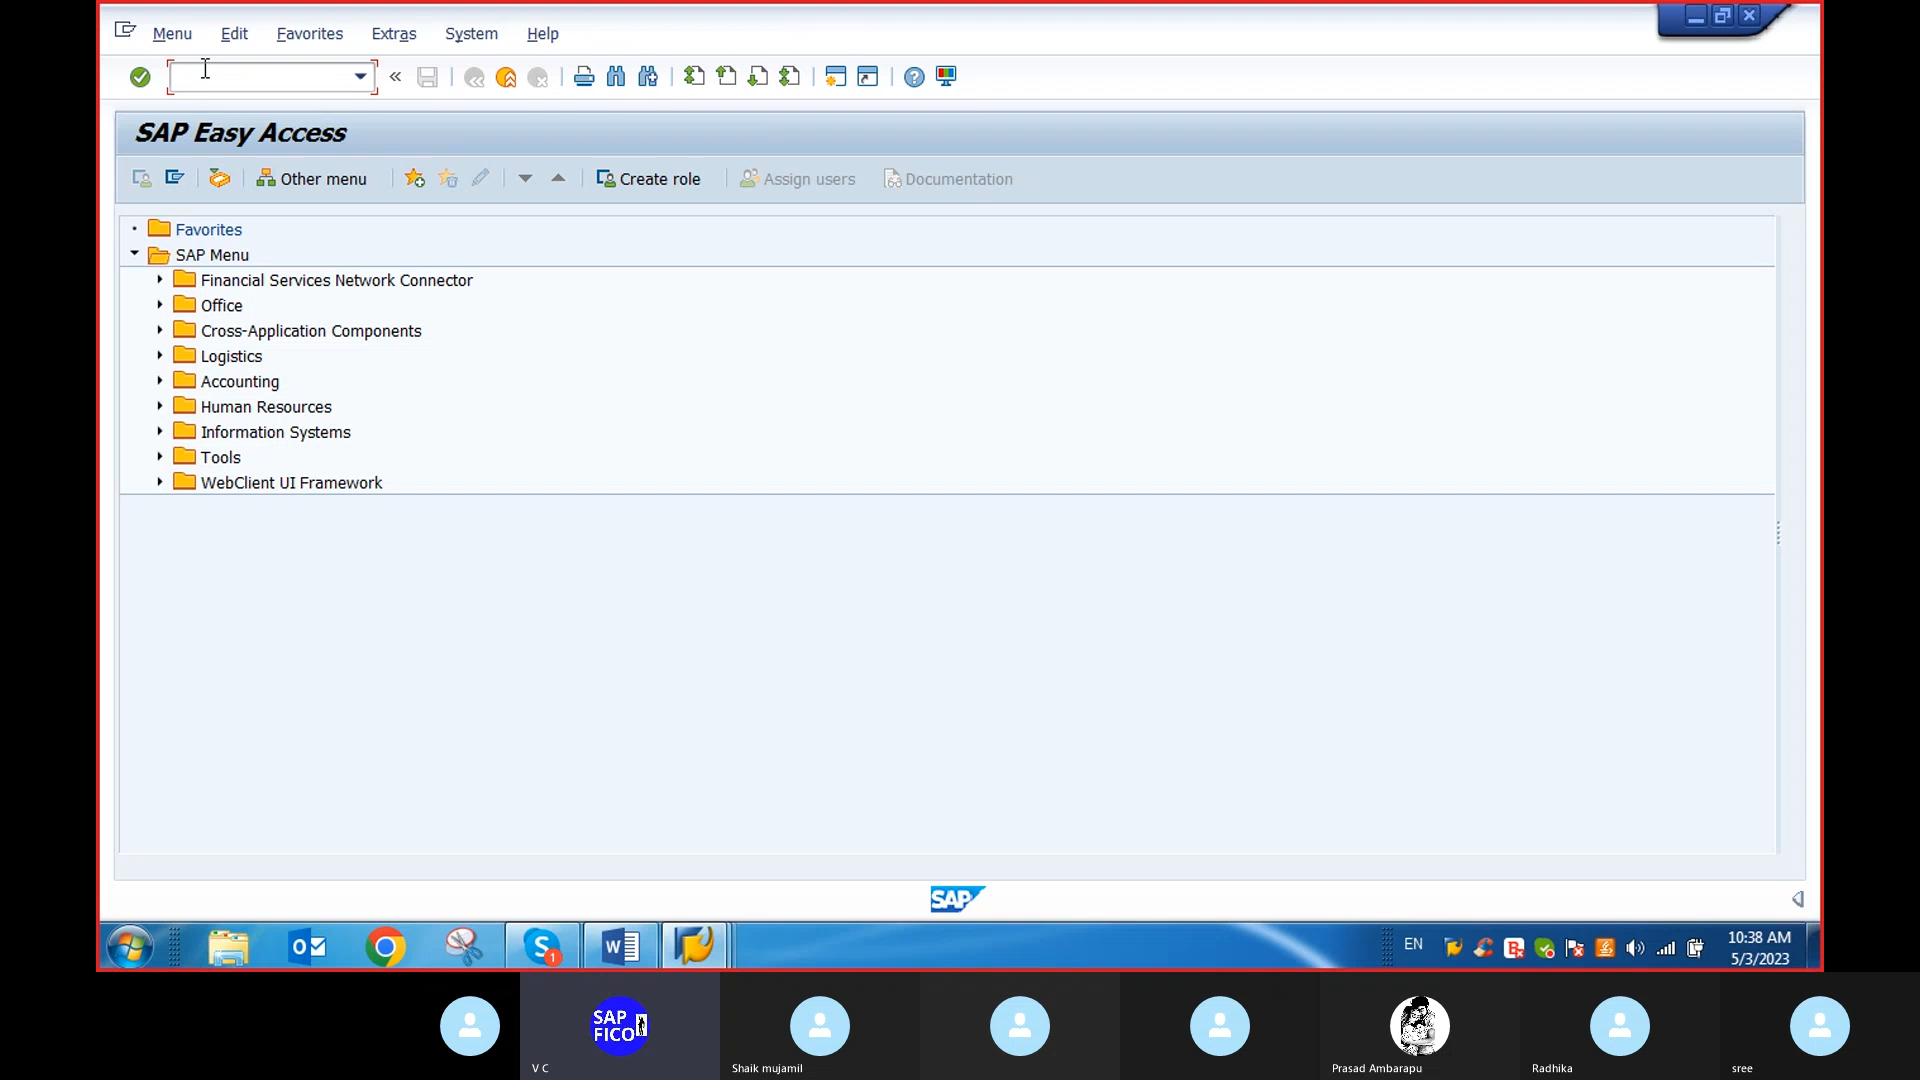 Menu Edit Favorites Extras System Help
SAP Easy Access
Other menu Create role Assign users Documentation
Favorites
SAP Menu
Financial Services Network Connector
Office
Cross-Application Components
Logistics
Accounting
Human Resources
Information Systems
Tools
WebClient UI Framework
SAP
EN
10:38 AM
5/3/2023
SAP
FICO
V C
Shaik mujamil
Prasad Ambarapu
Radhika
sree